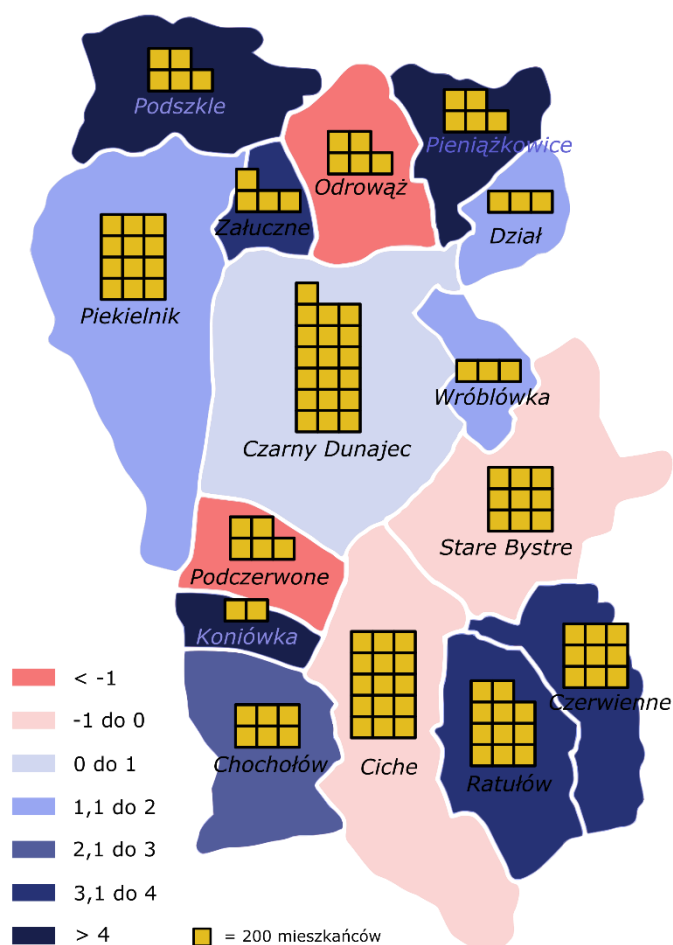 Podszkle
Pieniążkowice
Odrowąż
Załuczne
Dział
Piekielnik
Wróblówka
Czarny Dunajec
Stare Bystre
Podczerwone
Koniówka
Czerwienne
Chochołów
Ciche
Ratułów
< -1
-1 do 0
0 do 1
1,1 do 2
2,1 do 3
3,1 do 4
> 4
= 200 mieszkańców